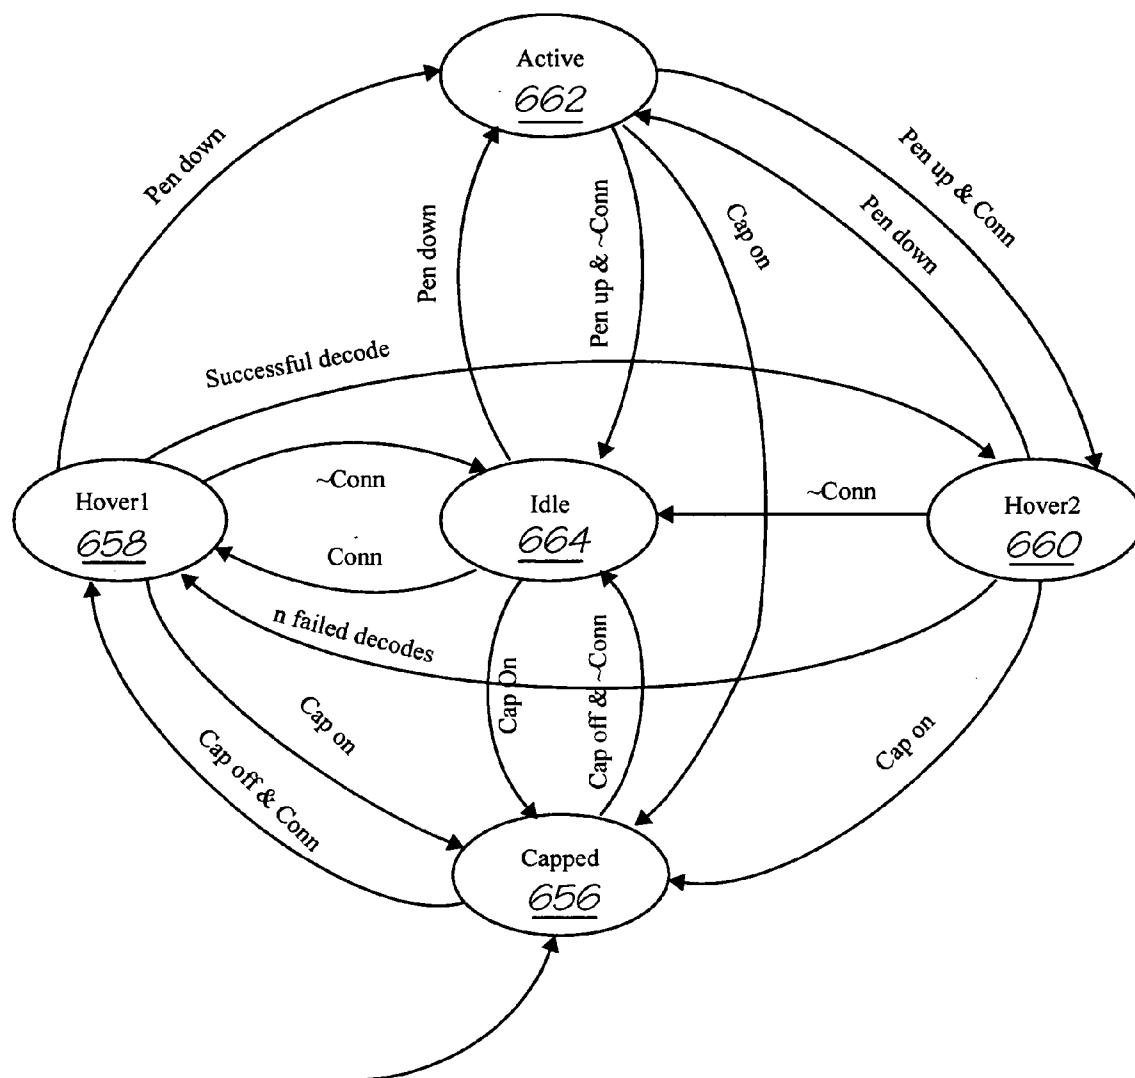 Active
662
Pen down
Pen up & Conn
Pen down
Cap on
Pen down
Pen up & ~Conn
Successful decode
~Conn
~Conn
Hover1
658
Idle
664
Hover2
660
Conn
n failed decodes
Cap On
Cap off & ~Conn
Cap on
Cap on
Cap off & Conn
Capped
656